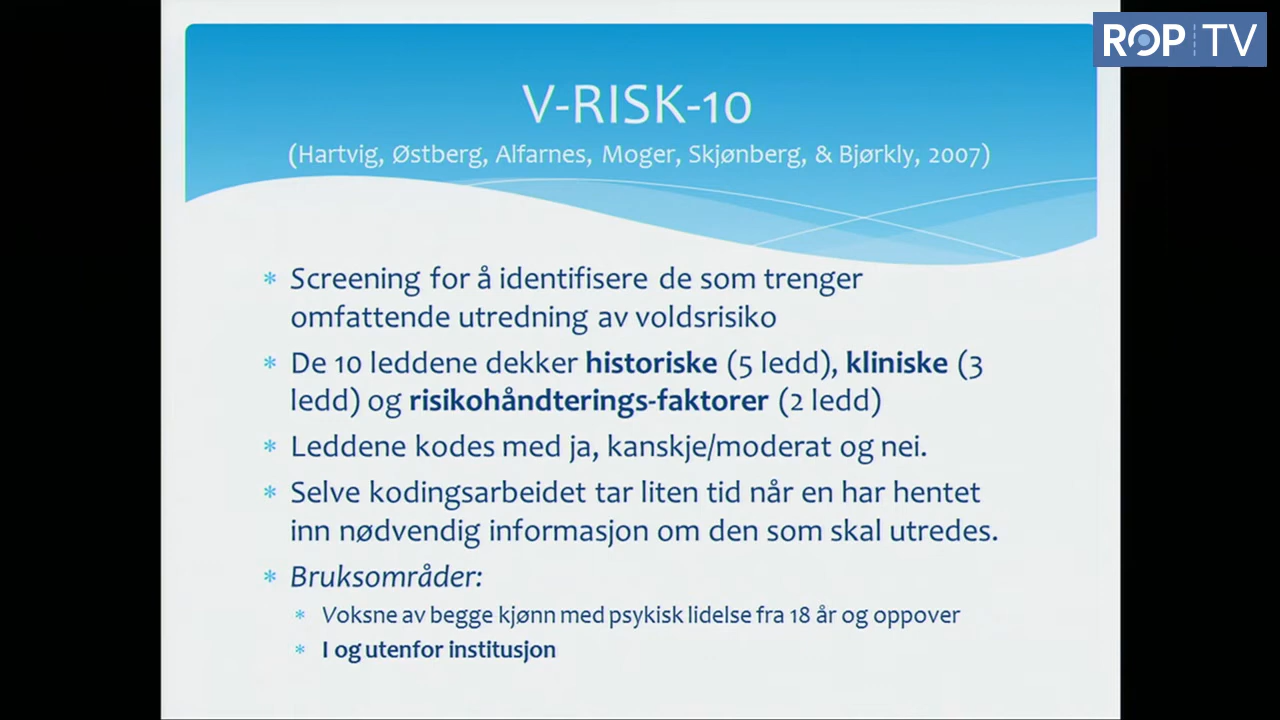 ROP TV
V-RISK-10
(Hartvig, Østberg, Alfarnes, Moger, Skjønberg, & Bjørkly, 2007)
* Screening for å identifisere de som trenger
omfattende utredning av voldsrisiko
* De 10 leddene dekker historiske (5 ledd), kliniske (3
ledd) og risikohåndterings-faktorer (2 ledd)
* Leddene kodes med ja, kanskje/moderat og nei.
* Selve kodingsarbeidet tar liten tid når en har hentet
inn nødvendig informasjon om den som skal utredes.
* Bruksområder:
* Voksne av begge kjønn med psykisk lidelse fra 18 år og oppover
* I og utenfor institusjon